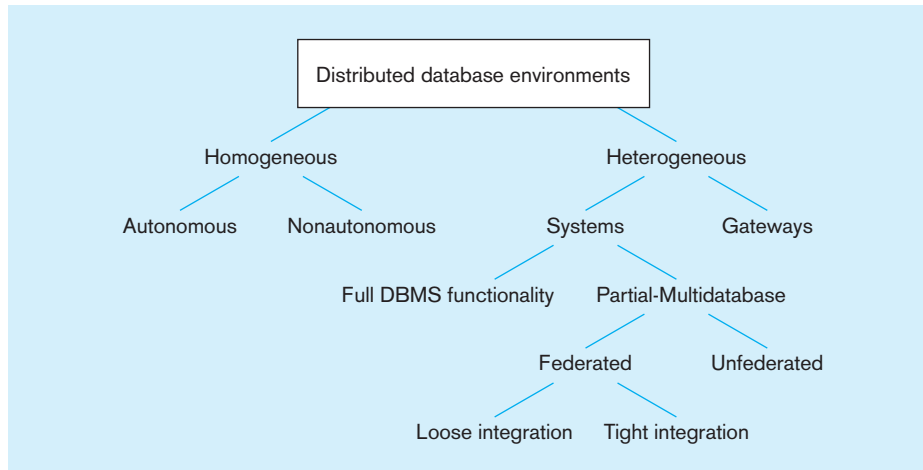 Distributed database environments
Homogeneous
Heterogeneous
Autonomous
Nonautonomous
Systems
Gateways
Full DBMS functionality
Partial-Multidatabase
Federated
Unfederated
Loose integration
Tight integration